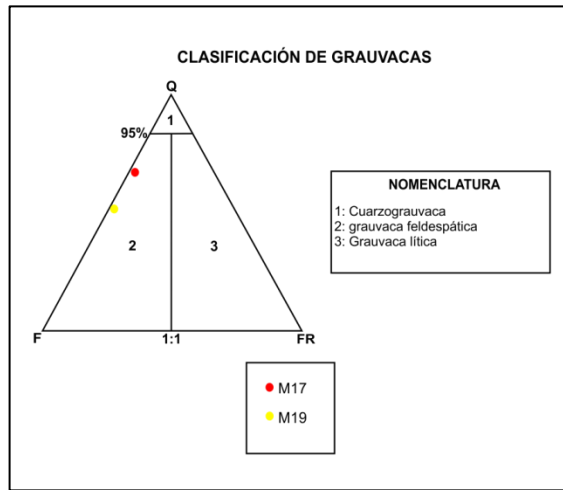 CLASIFICACIÓN DE GRAUVACAS
Q
1
95%
NOMENCLATURA
1: Cuarzograuvaca
2: grauvaca feldespática
3: Grauvaca lítica
2
3
F
1:1
FR
M17
M19